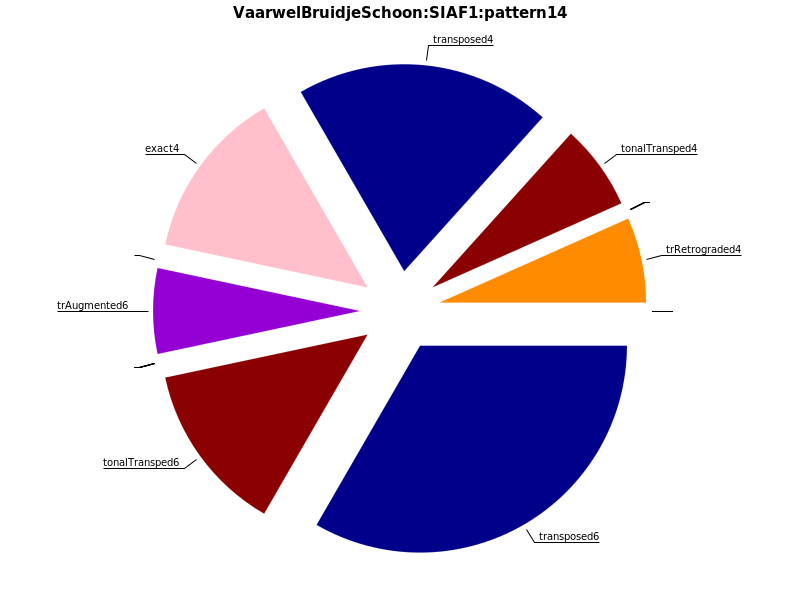 VaarwelBruidjeSchoon:SIAF1:pattern14
transposed4
exact4
tonalTransped4
trRetrograded4
trAugmented6
tonalTransped6
transposed6